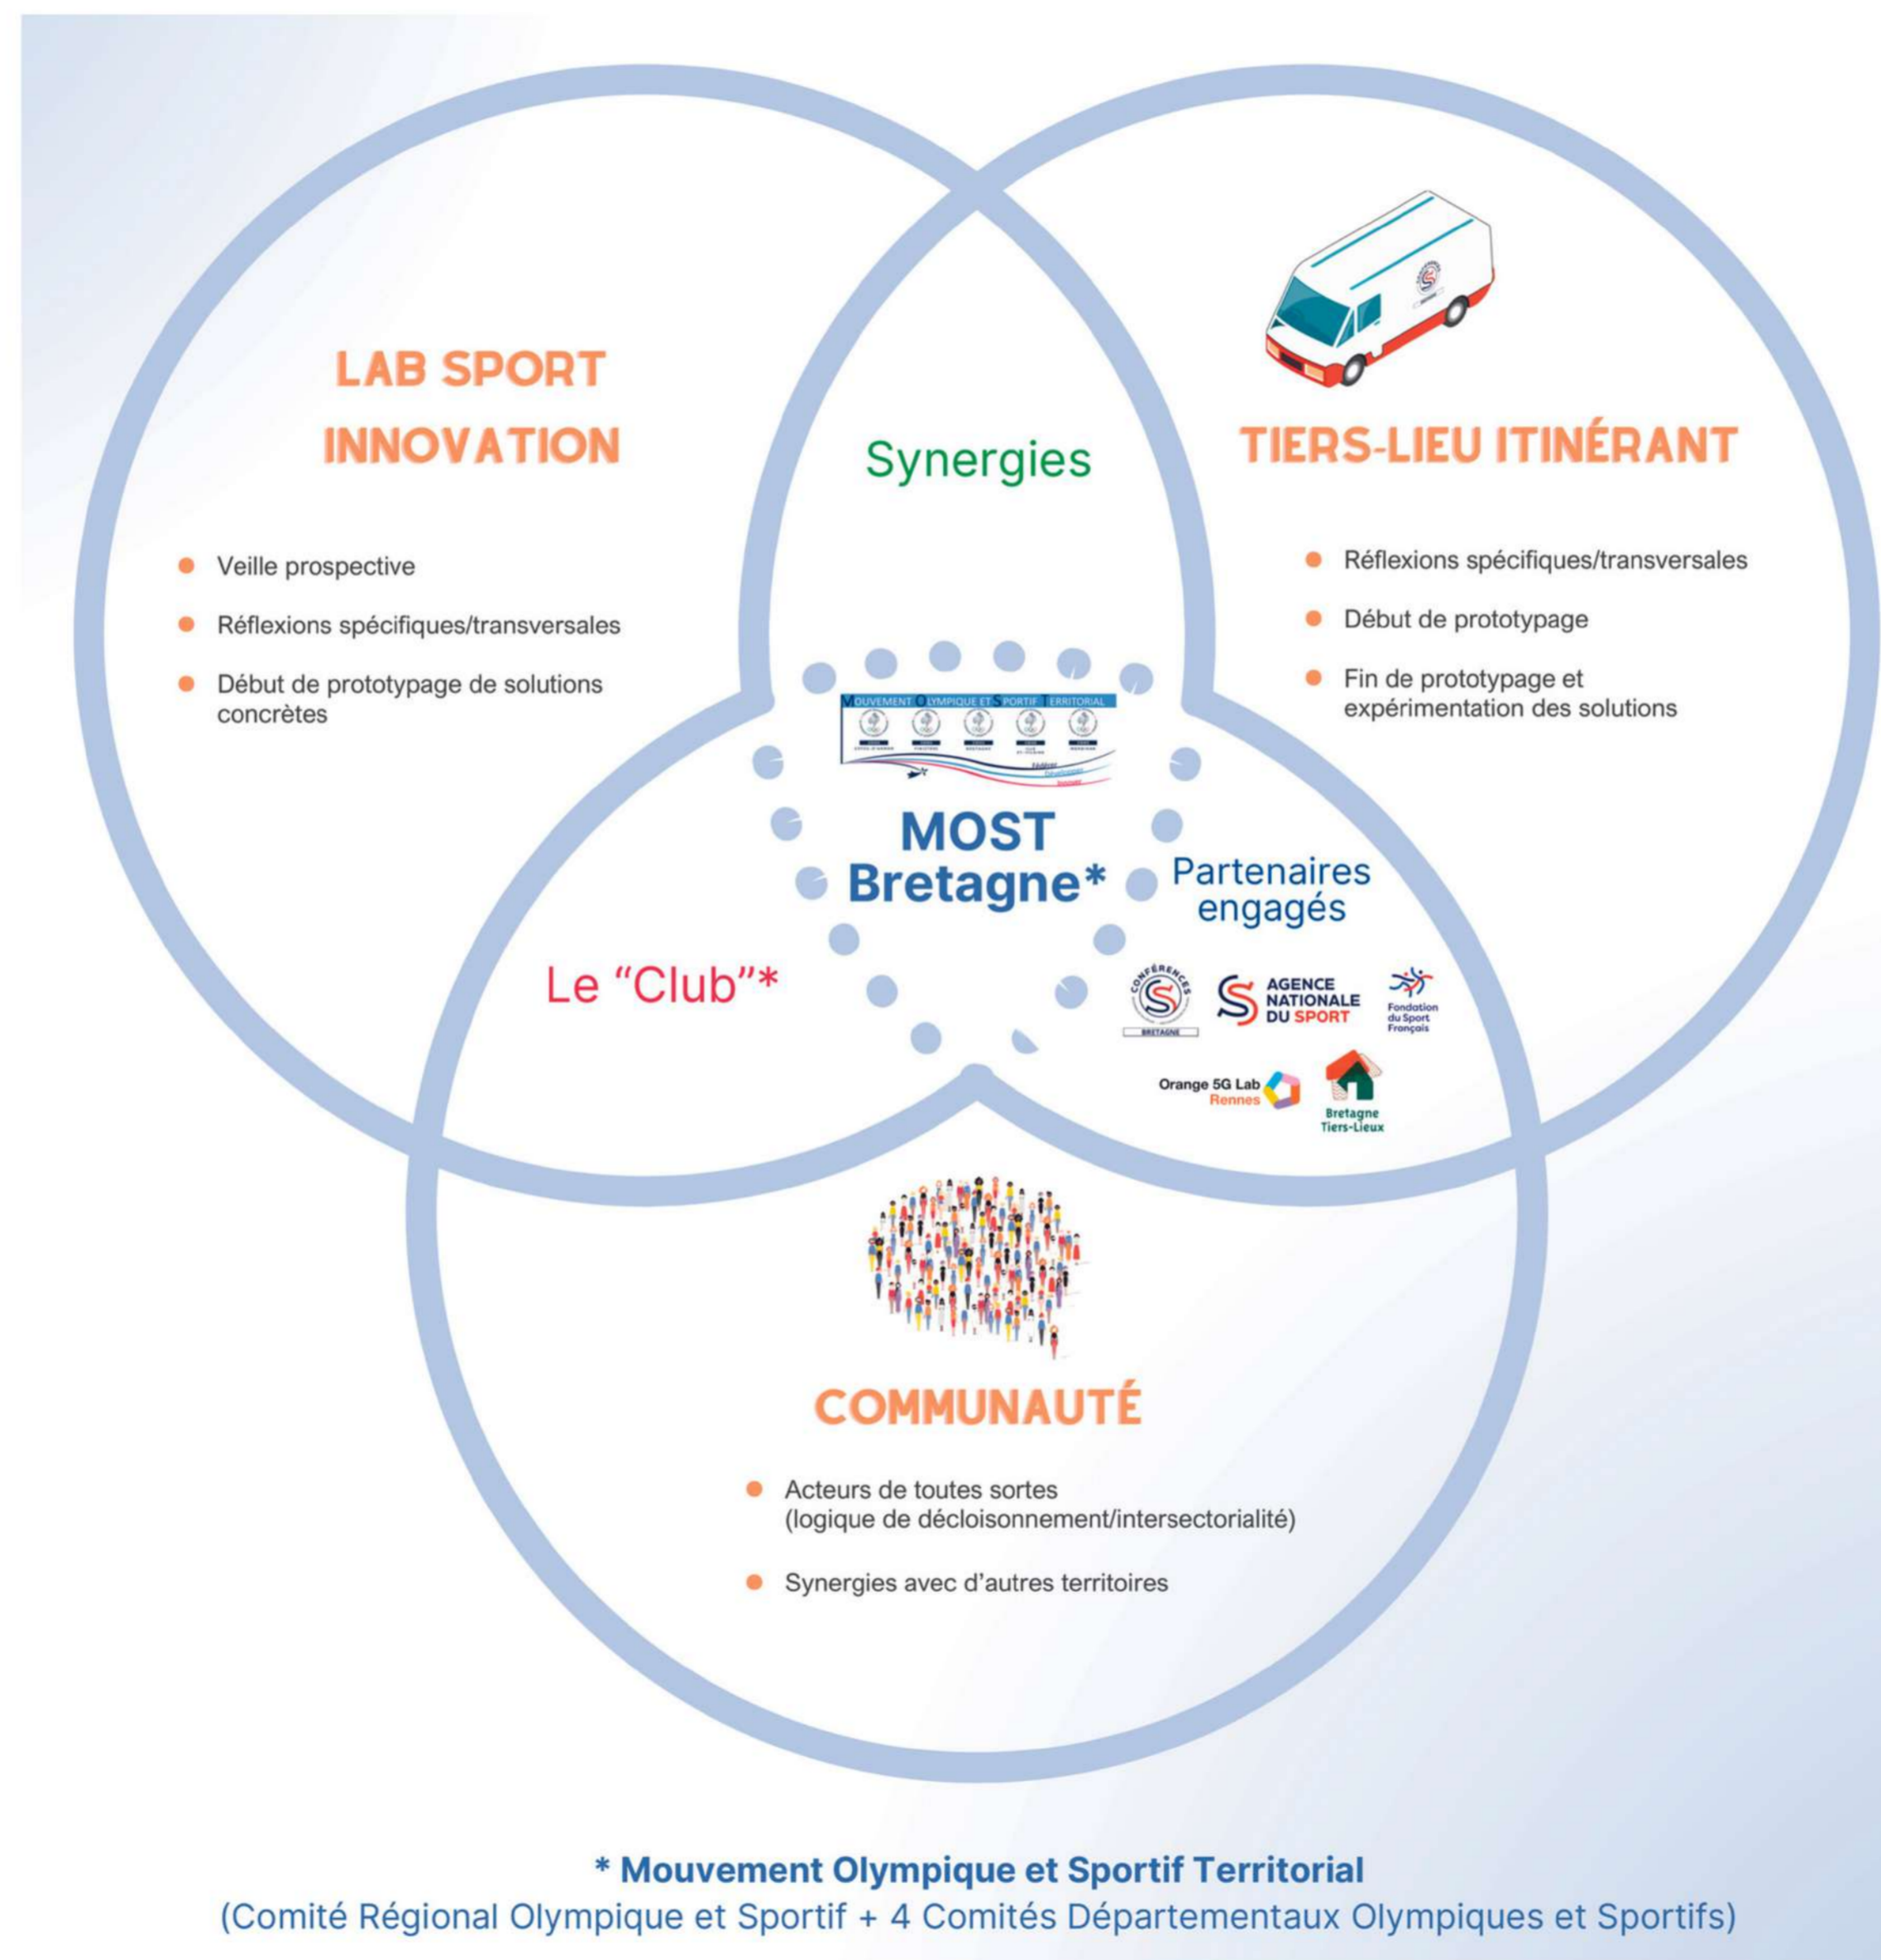 LAB SPORT
INNOVATION
Veille prospective
Réflexions spécifiques/transversales
Début de prototypage de solutions
concrètes
Synergies
TIERS-LIEU ITINÉRANT
Réflexions spécifiques/transversales
Début de prototypage
Fin de prototypage et
expérimentation des solutions
MOUVEMENT OLYMPIQUE ET SPORTIF TERRITORIAL
Fédérer
Développer
Innover
MOST
Bretagne*
Le “Club”*
Partenaires
engagés
CONFÉRENCES
BRETAGNE
AGENCE
NATIONALE
DU SPORT
Fondation
du Sport
Français
Orange 5G Lab
Rennes
Bretagne
Tiers-Lieux
COMMUNAUTÉ
Acteurs de toutes sortes
(logique de décloisonnement/intersectorialité)
Synergies avec d’autres territoires
* Mouvement Olympique et Sportif Territorial
(Comité Régional Olympique et Sportif + 4 Comités Départementaux Olympiques et Sportifs)